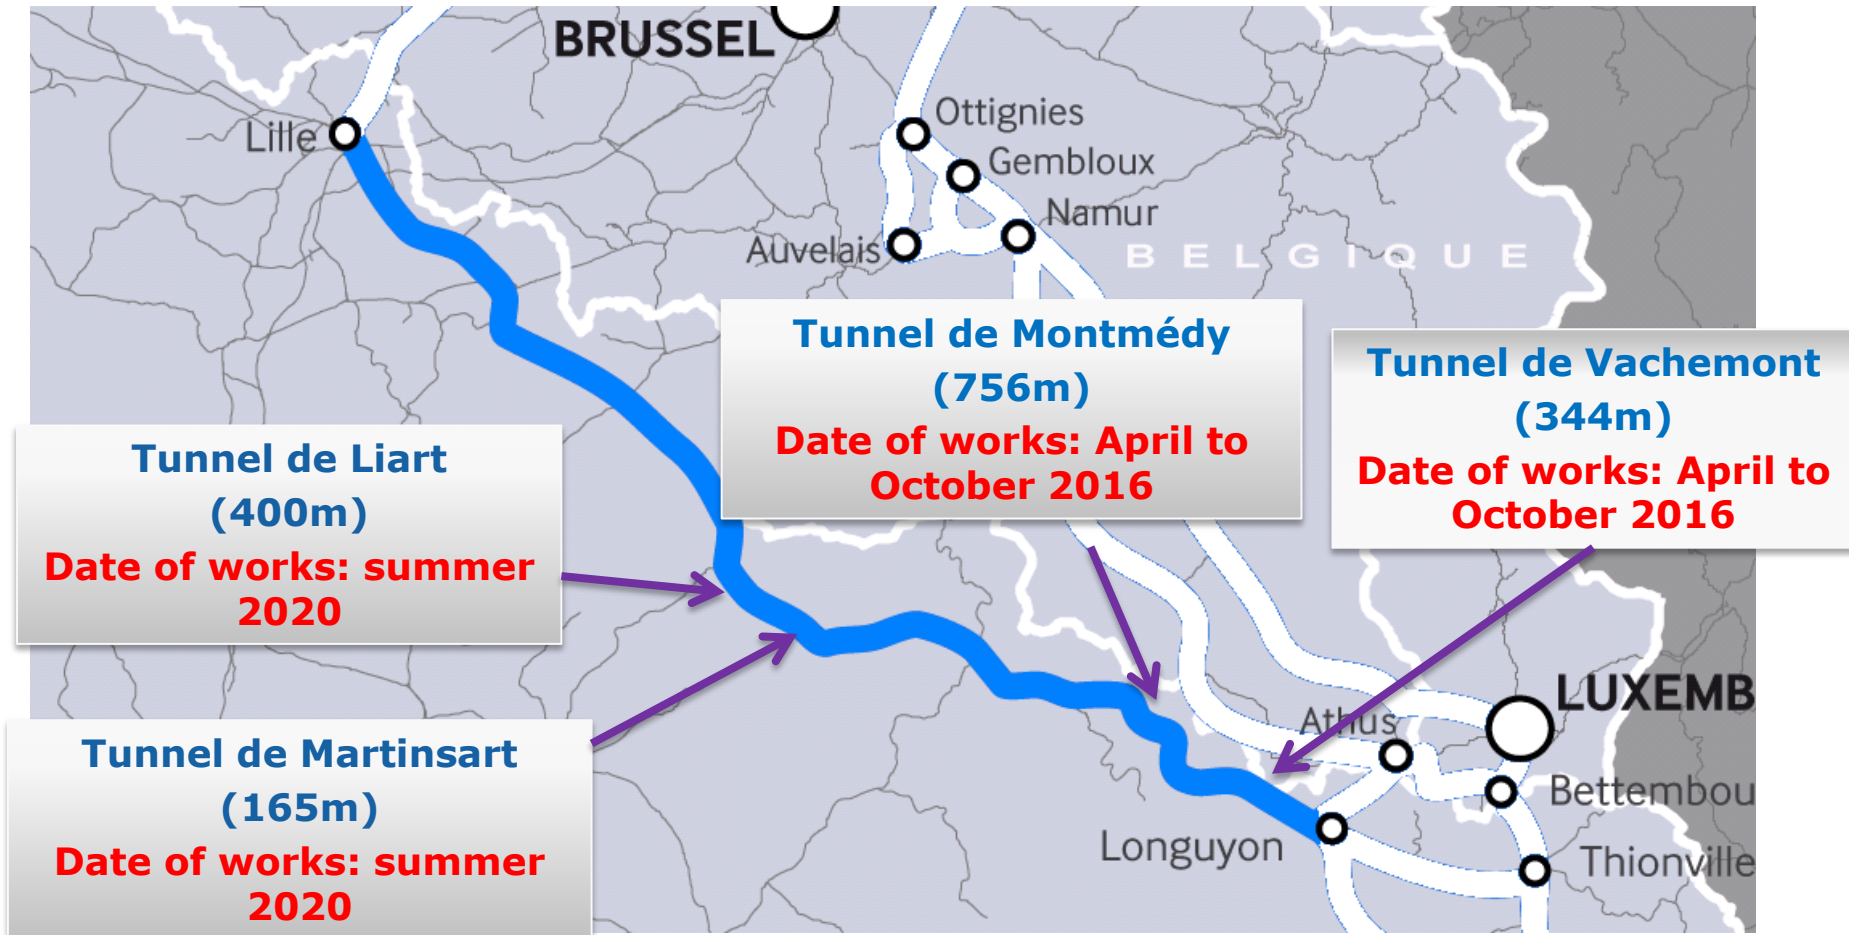 BRUSSEL
Lille
Ottignies
Gembloux
Namur
Auvelais
BELGIQUE
Tunnel de Montmédy
(756m)
Date of works: April to
October 2016
Tunnel de Vachemont
(344m)
Date of works: April to
October 2016
Tunnel de Liart
(400m)
Date of works: summer
2020
Tunnel de Martinsart
(165m)
Date of works: summer
2020
LUXEMB
Athus
Bettembou
Longuyon
Thionville